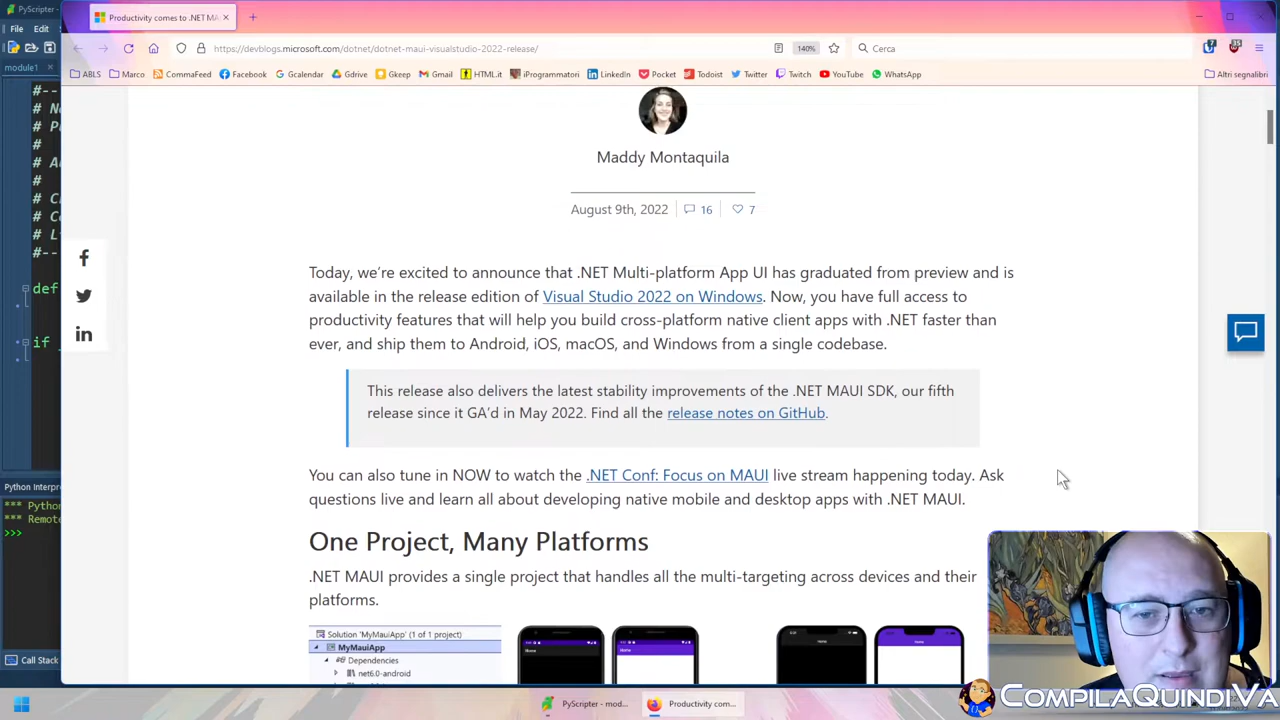 PyScripter
Productivity comes to .NET MA
File Edit
https://devblogs.microsoft.com/dotnet/dotnet-maui-visualstudio-2022-release/
140%
Cerca
module1
ABLS Marco CommaFeed Facebook Gcalendar Gdrive Gkeep Gmail HTML.it iProgrammatori LinkedIn Pocket Todoist Twitter Twitch YouTube WhatsApp Altri segnalibri
Maddy Montaquila
August 9th, 2022 16 7
Today, we're excited to announce that .NET Multi-platform App UI has graduated from preview and is
available in the release edition of Visual Studio 2022 on Windows. Now, you have full access to
productivity features that will help you build cross-platform native client apps with .NET faster than
ever, and ship them to Android, iOS, macOS, and Windows from a single codebase.
def
if
This release also delivers the latest stability improvements of the .NET MAUI SDK, our fifth
release since it GA'd in May 2022. Find all the release notes on GitHub.
You can also tune in NOW to watch the .NET Conf: Focus on MAUI live stream happening today. Ask
questions live and learn all about developing native mobile and desktop apps with .NET MAUI.
Python Interpr
*** Pytho
*** Remot
>>>
One Project, Many Platforms
.NET MAUI provides a single project that handles all the multi-targeting across devices and their
platforms.
Solution 'MyMauiApp' (1 of 1 project)
MyMauiApp
Dependencies
net6.0-android
Home
Home
Home
Home
Call Stack
PyScripter - mod...
Productivity com...
COMPILAQUINDIVA